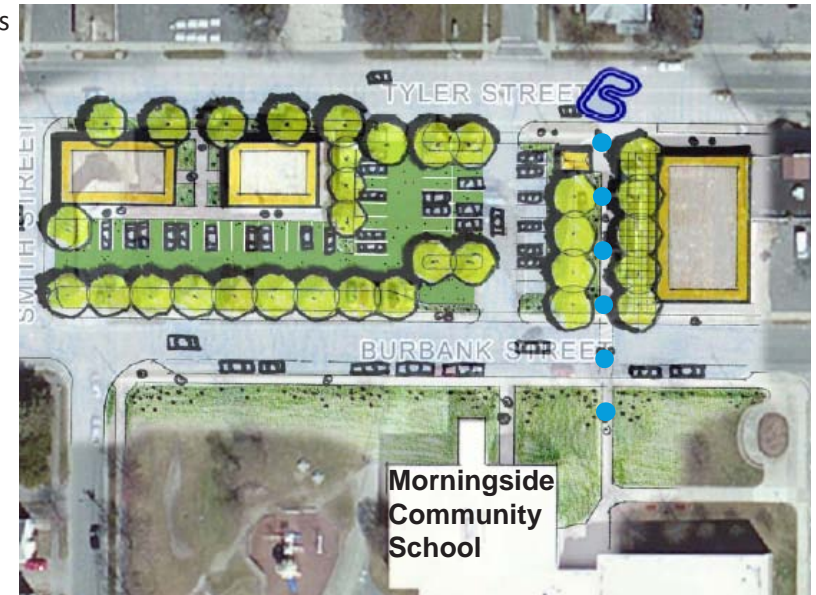 s
TYLER STREET
SMITH STREET
BURBANK STREET
Morningside
Community
School